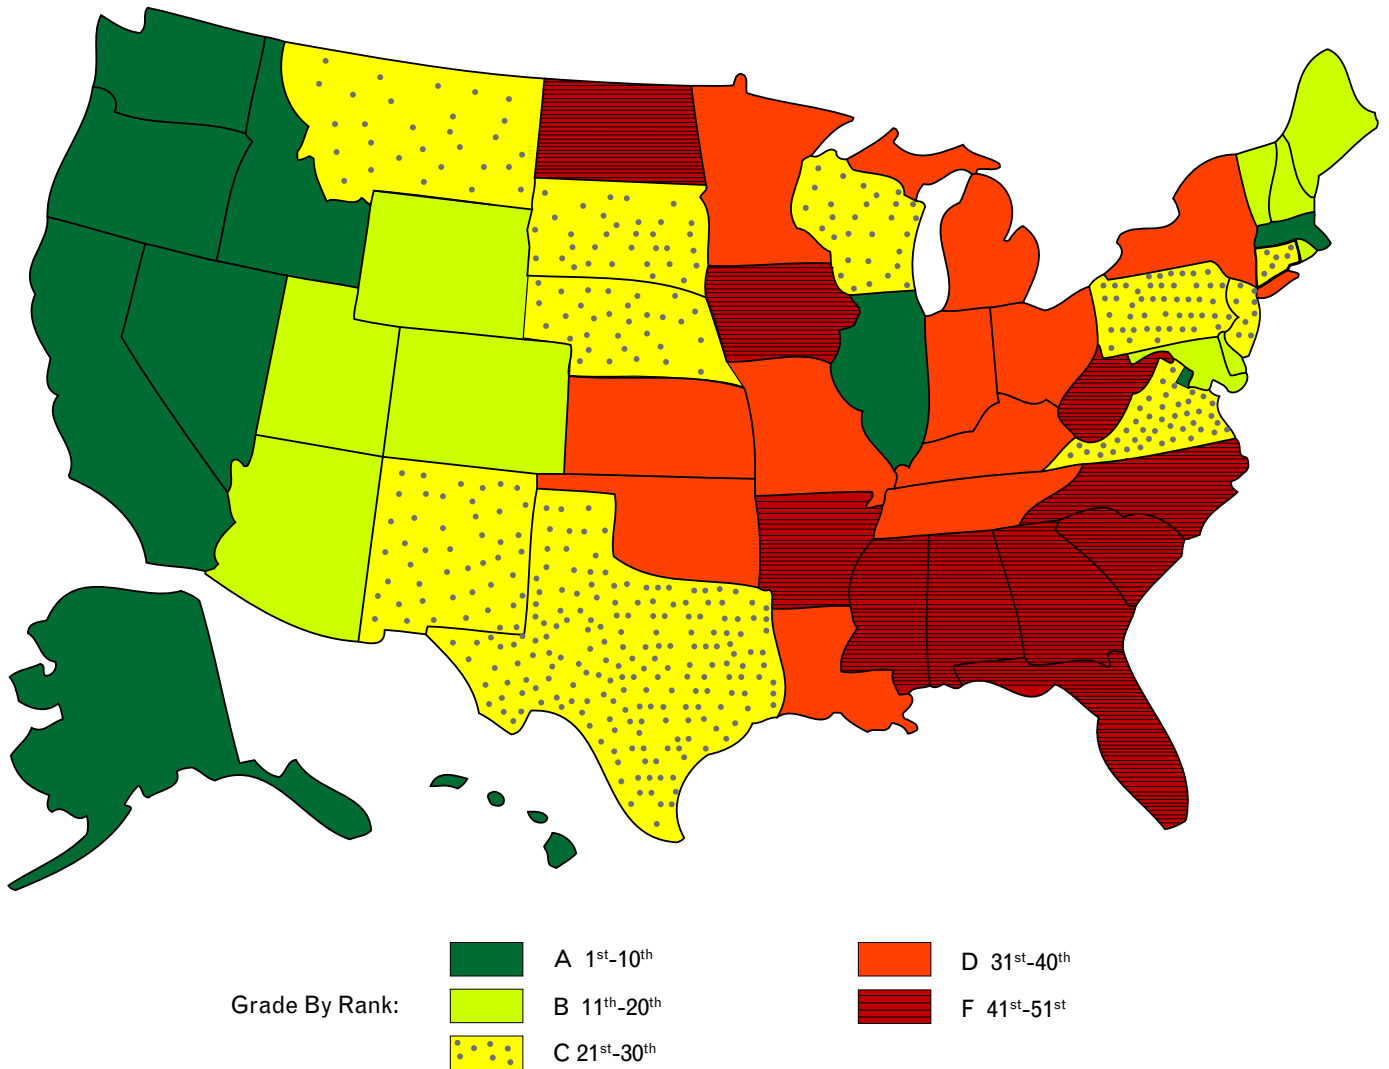 Grade By Rank:
A 1st-10th
B 11th-20th
C 21st-30th
D 31st-40th
F 41st-51st